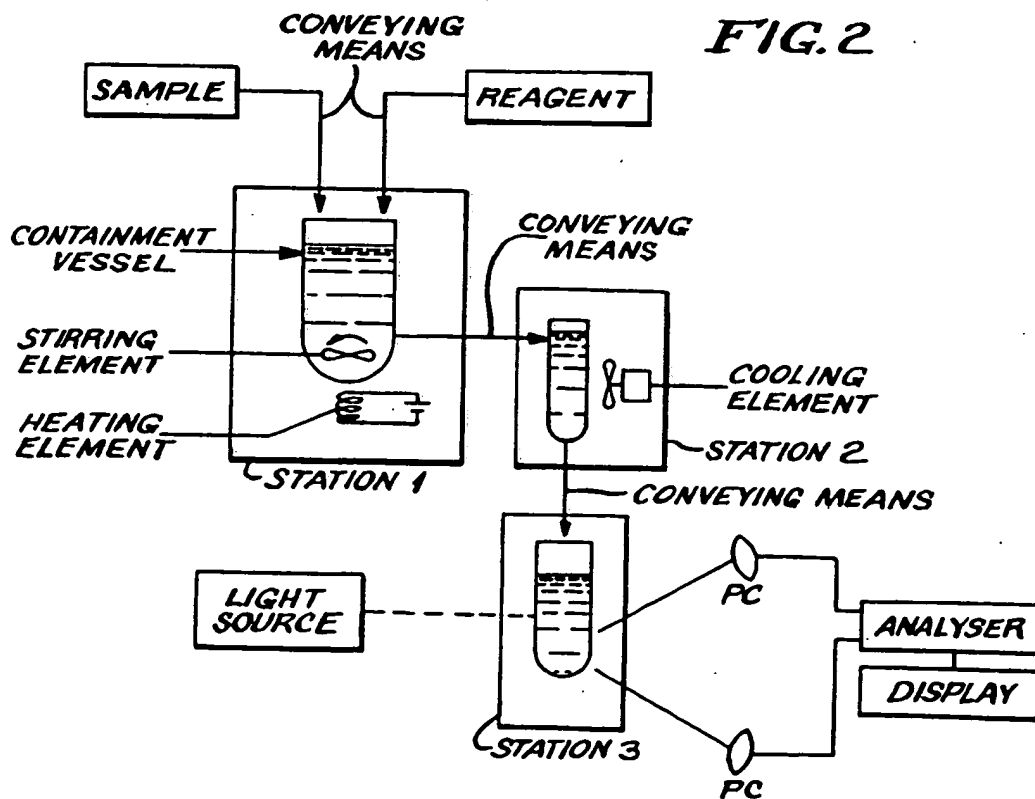 FIG. 2
CONVEYING
MEANS
SAMPLE
REAGENT
CONTAINMENT
VESSEL
CONVEYING
MEANS
STIRRING
ELEMENT
COOLING
ELEMENT
HEATING
ELEMENT
STATION 1
STATION 2
CONVEYING MEANS
LIGHT
SOURCE
PC
ANALYSER
DISPLAY
STATION 3
PC